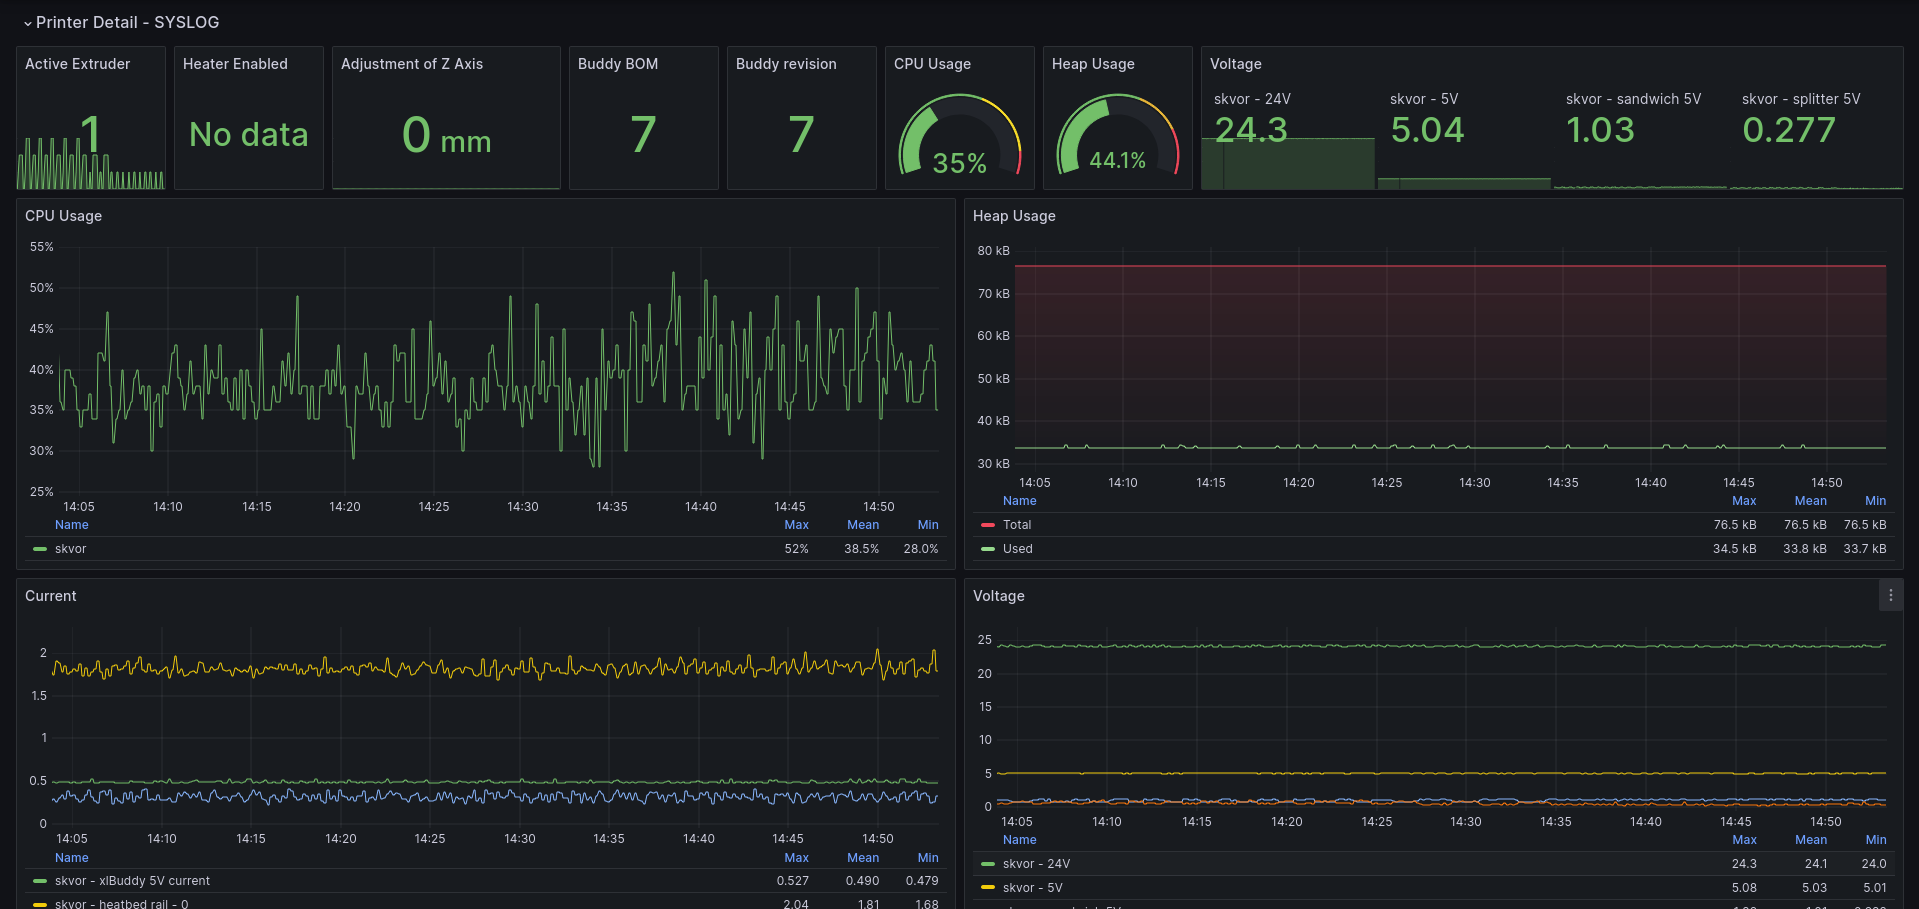 Printer Detail - SYSLOG
Active Extruder
1
Heater Enabled
No data
Adjustment of Z Axis
0 mm
Buddy BOM
7
Buddy revision
7
CPU Usage
35%
Heap Usage
44.1%
Voltage
skvor - 24V
24.3
skvor - 5V
5.04
skvor - sandwich 5V
1.03
skvor - splitter 5V
0.277
CPU Usage
55%
50%
45%
40%
35%
30%
25%
14:05 14:10 14:15 14:20 14:25 14:30 14:35 14:40 14:45 14:50
Name Max Mean Min
skvor 52% 38.5% 28.0%
Heap Usage
80 kB
70 kB
60 kB
50 kB
40 kB
30 kB
14:05 14:10 14:15 14:20 14:25 14:30 14:35 14:40 14:45 14:50
Name Max Mean Min
Total 76.5 kB 76.5 kB 76.5 kB
Used 34.5 kB 33.8 kB 33.7 kB
Current
2
1.5
1
0.5
0
14:05 14:10 14:15 14:20 14:25 14:30 14:35 14:40 14:45 14:50
Name Max Mean Min
skvor - xlBuddy 5V current 0.527 0.490 0.479
skvor - heatbed rail - 0 2.04 1.81 1.68
Voltage
25
20
15
10
5
0
14:05 14:10 14:15 14:20 14:25 14:30 14:35 14:40 14:45 14:50
Name Max Mean Min
skvor - 24V 24.3 24.1 24.0
skvor - 5V 5.08 5.03 5.01